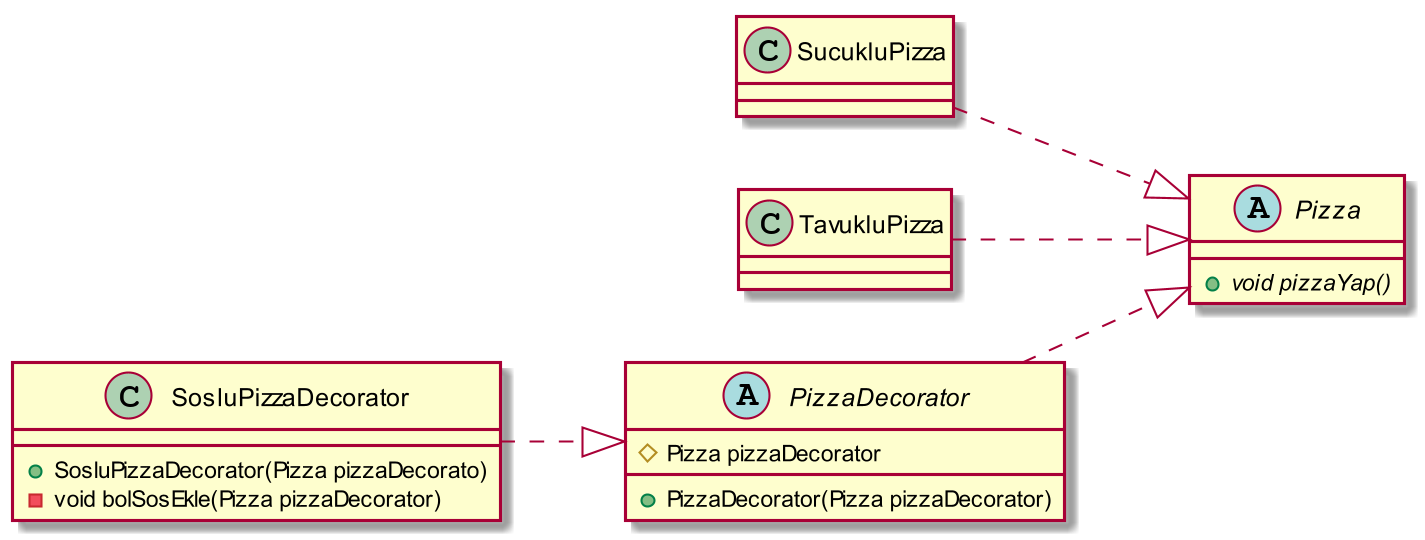 C SucukluPizza
C TavukluPizza
A Pizza
void pizzaYap()
C SosluPizzaDecorator
SosluPizzaDecorator(Pizza pizzaDecorato)
void bolSosEkle(Pizza pizzaDecorator)
A PizzaDecorator
Pizza pizzaDecorator
PizzaDecorator(Pizza pizzaDecorator)